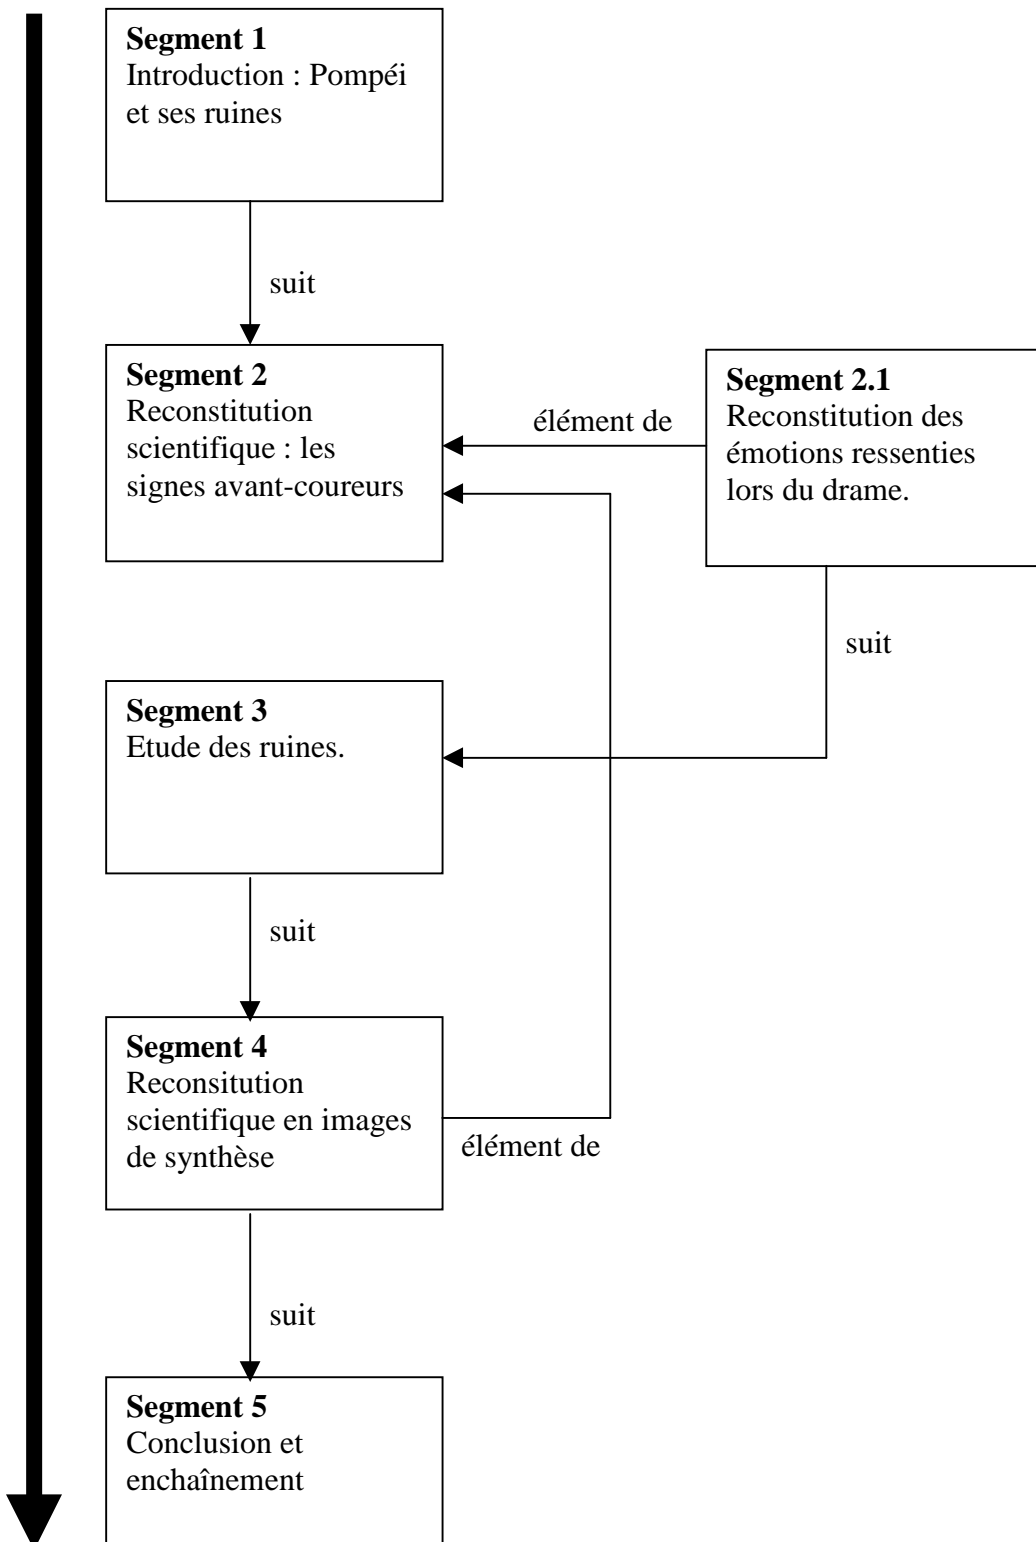 Segment 1
Introduction : Pompéi
et ses ruines
suit
Segment 2
Reconstitution
scientifique : les
signes avant-coureurs
élément de
Segment 2.1
Reconstitution des
émotions ressenties
lors du drame.
suit
Segment 3
Etude des ruines.
suit
Segment 4
Reconsitution
scientifique en images
de synthèse
élément de
suit
Segment 5
Conclusion et
enchaînement